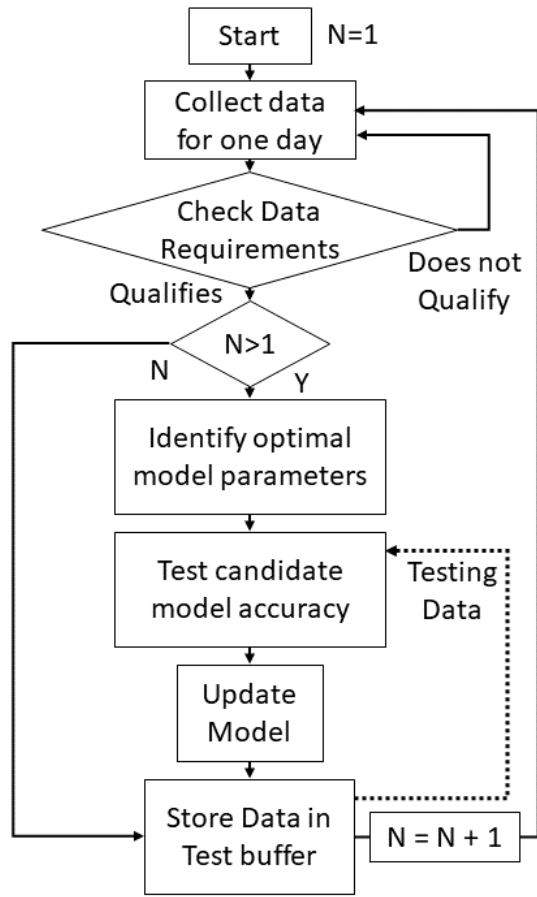 Start
N=1
Collect data
for one day
Check Data
Requirements
Does not
Qualify
Qualifies
N>1
N
Y
Identify optimal
model parameters
Test candidate
model accuracy
Testing
Data
Update
Model
Store Data in
Test buffer
N = N + 1